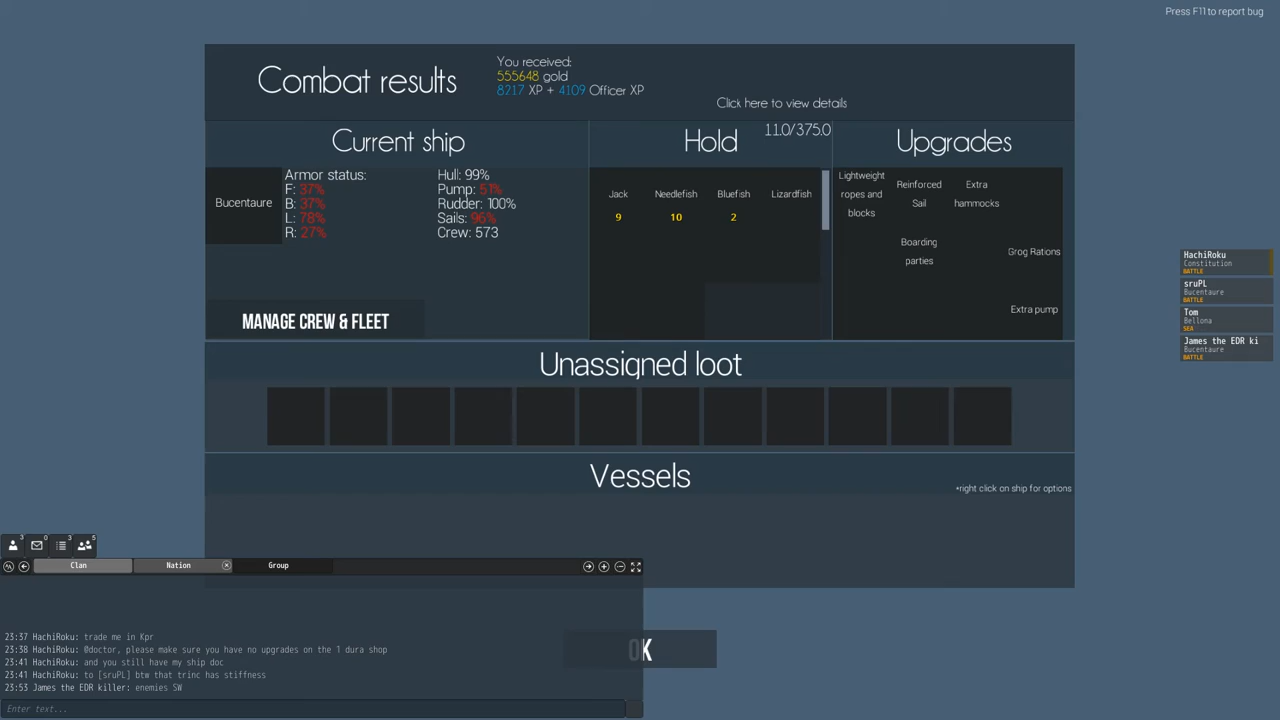 Press F11 to report bug
Combat results
You received:
555648 gold
8217 XP + 4109 Officer XP
Click here to view details
Current ship
Hold
11.0/375.0
Upgrades
Bucentaure
Armor status:
F: 37%
B: 37%
L: 78%
R: 27%
Hull: 99%
Pump: 51%
Rudder: 100%
Sails: 96%
Crew: 573
MANAGE CREW & FLEET
Jack
9
Needlefish
10
Bluefish
2
Lizardfish
Lightweight
ropes and
blocks
Reinforced
Sail
Extra
hammocks
Boarding
parties
Grog Rations
Extra pump
HachiRoku
Constitution
BATTLE
sruPL
Bucentaure
BATTLE
Tom
Bellona
SEA
James the EDR ki
Bucentaure
BATTLE
Unassigned loot
Vessels
*right click on ship for options
3 0 3 5
Clan Nation Group
23:37 HachiRoku: trade me in Kpr
23:38 HachiRoku: @doctor, please make sure you have no upgrades on the 1 dura shop
23:41 HachiRoku: and you still have my ship doc
23:41 HachiRoku: to [sruPL] btw that trinc has stiffness
23:53 James the EDR killer: enemies SW
Enter text...
OK